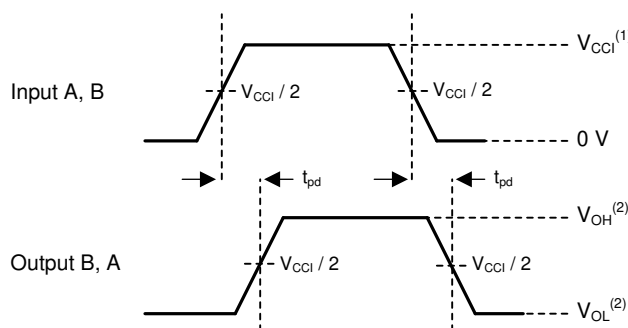 V_CCI^(1
Input A, B
V_CCI / 2
V_CCI / 2
0 V
t_pd
t_pd
V_OH^(2)
Output B, A
V_CCI / 2
V_CCI / 2
V_OL^(2)